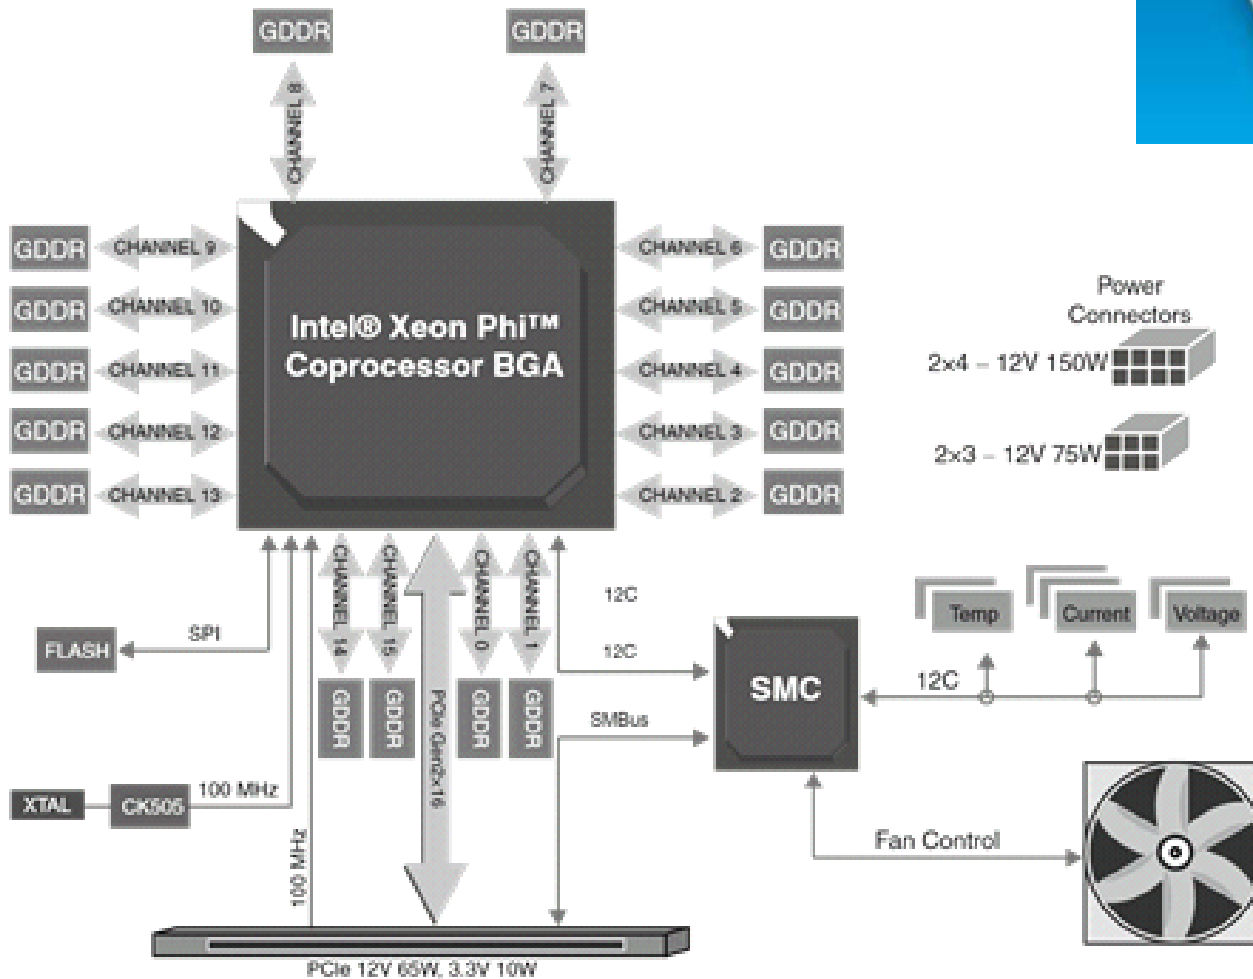 GDDR
GDDR
CHANNEL 8
CHANNEL 7
GDDR
CHANNEL 9
CHANNEL 6
GDDR
GDDR
CHANNEL 10
CHANNEL 5
GDDR
Intel® Xeon Phi™
Coprocessor BGA
GDDR
CHANNEL 11
CHANNEL 4
GDDR
GDDR
CHANNEL 12
CHANNEL 3
GDDR
GDDR
CHANNEL 13
CHANNEL 2
GDDR
Power
Connectors
2x4 – 12V 150W
2x3 – 12V 75W
CHANNEL 14
CHANNEL 15
CHANNEL 0
CHANNEL 1
12C
12C
SPI
FLASH
GDDR
GDDR
GDDR
GDDR
PCIe Gen2x16
SMBus
SMC
12C
Temp
Current
Voltage
XTAL
CK505
100 MHz
100 MHz
Fan Control
PCIe 12V 65W, 3.3V 10W